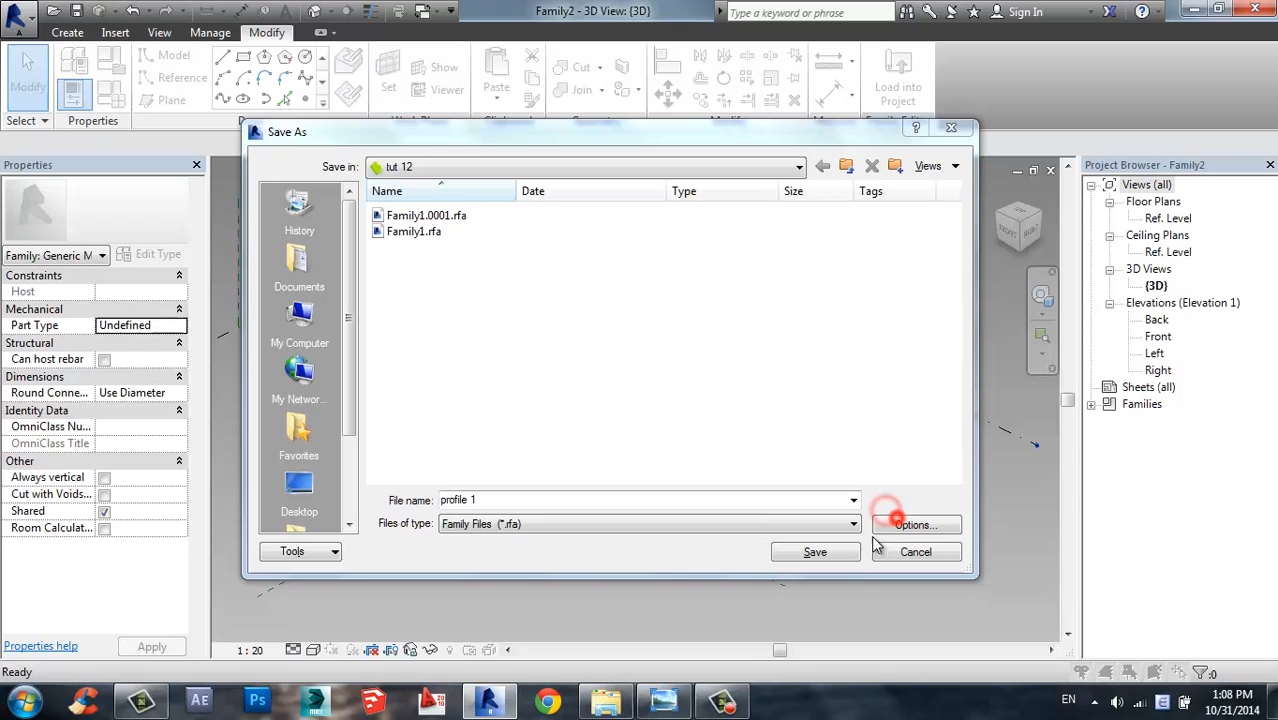 Family2 - 3D View: {3D}
Type a keyword or phrase
Sign In
Create
Insert
View
Manage
Modify
Modify
Model
Reference
Plane
Set
Show
Viewer
Paste
Cut
Join
Load into
Project
Select
Properties
Save As
Save in:
tut 12
Views
Name
Date
Type
Size
Tags
Family1.0001.rfa
Family1.rfa
History
Documents
My Computer
My Networ...
Favorites
Desktop
File name:
profile 1
Files of type:
Family Files (*.rfa)
Options...
Tools
Save
Cancel
Properties
Family: Generic M
Edit Type
Constraints
Host
Mechanical
Part Type
Undefined
Structural
Can host rebar
Dimensions
Round Conne...
Use Diameter
Identity Data
OmniClass Nu...
OmniClass Title
Other
Always vertical
Cut with Voids...
Shared
Room Calculat...
Properties help
Apply
Project Browser - Family2
Views (all)
Floor Plans
Ref. Level
Ceiling Plans
Ref. Level
3D Views
{3D}
Elevations (Elevation 1)
Back
Front
Left
Right
Sheets (all)
Families
1 : 20
Ready
:0
EN
1:08 PM
10/31/2014